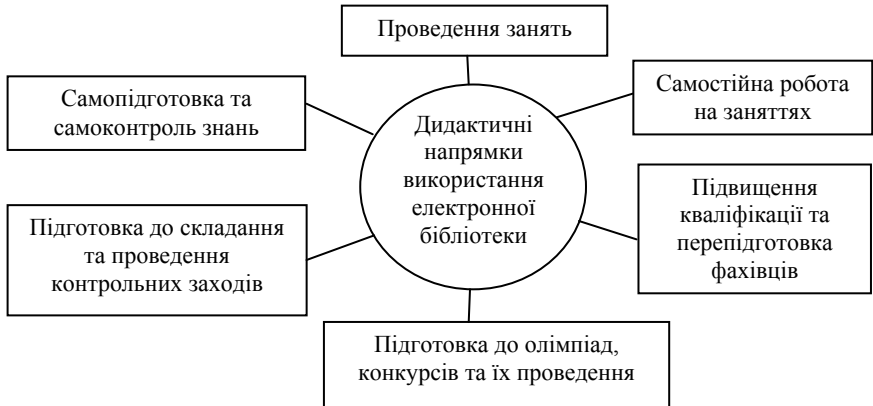 Проведення занять
Самопідготовка та
самоконтроль знань
Дидактичні
напрямки
використання
електронної
бібліотеки
Самостійна робота
на заняттях
Підготовка до складання
та проведення
контрольних заходів
Підвищення
кваліфікації та
перепідготовка
фахівців
Підготовка до олімпіад,
конкурсів та їх проведення